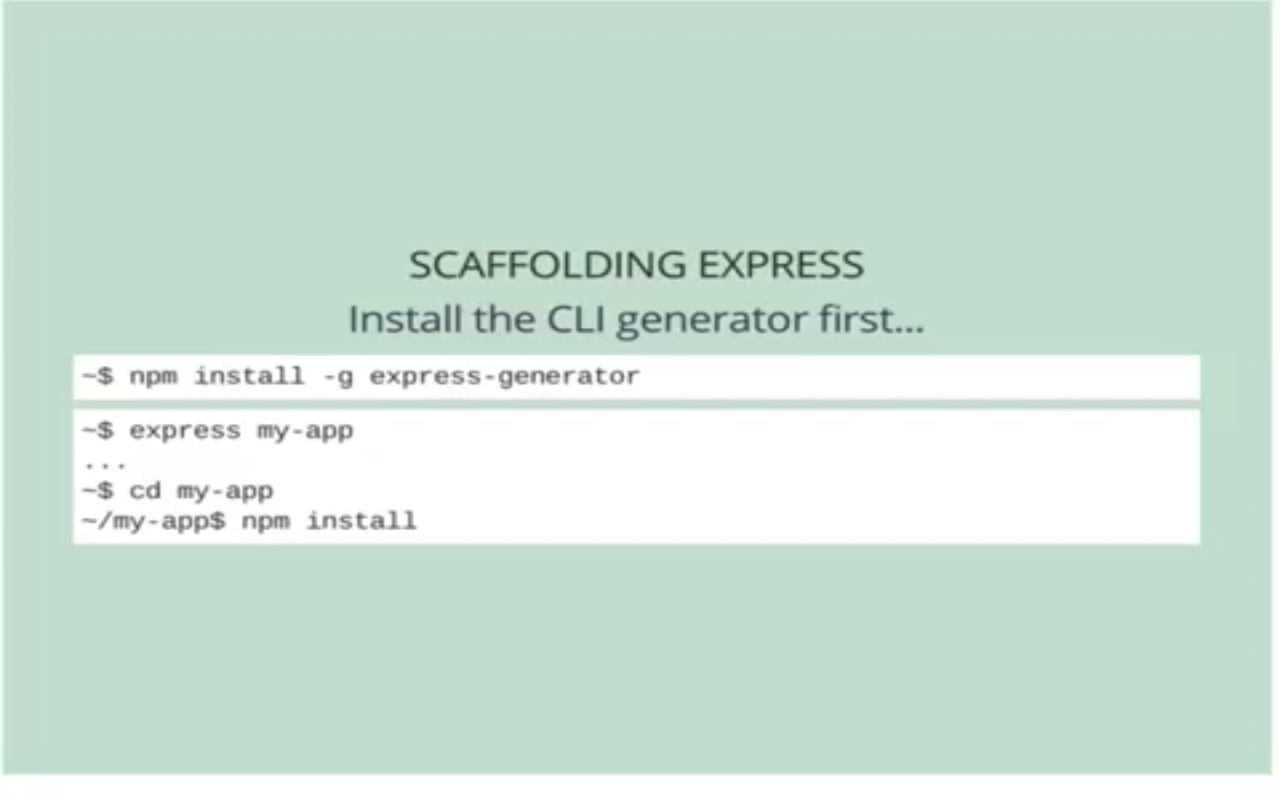 SCAFFOLDING EXPRESS
Install the CLI generator first...
~$ npm install -g express-generator
~$ express my-app
...
~$ cd my-app
~/my-app$ npm install